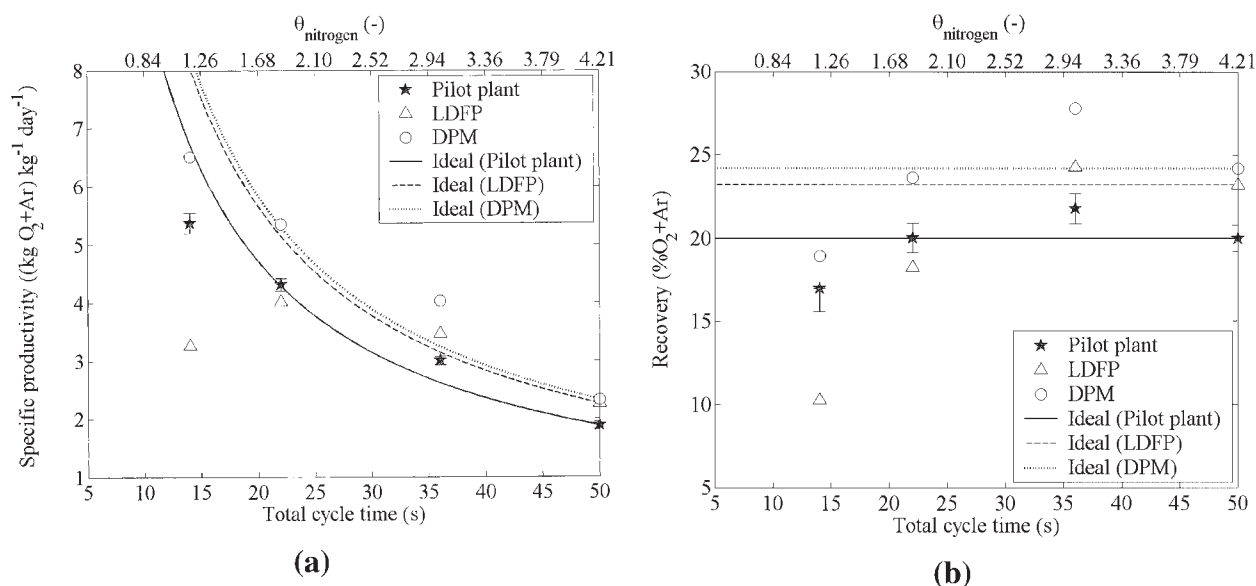 θnitrogen (-)
0.84 1.26 1.68 2.10 2.52 2.94 3.36 3.79 4.21
8
7
6
5
4
3
2
1
Specific productivity ((kg O2+Ar) kg-1 day-1)
Pilot plant
LDFP
DPM
Ideal (Pilot plant)
Ideal (LDFP)
Ideal (DPM)
5 10 15 20 25 30 35 40 45 50
Total cycle time (s)
(a)
θnitrogen (-)
0.84 1.26 1.68 2.10 2.52 2.94 3.36 3.79 4.21
30
25
20
15
10
5
Recovery (%O2+Ar)
Pilot plant
LDFP
DPM
Ideal (Pilot plant)
Ideal (LDFP)
Ideal (DPM)
5 10 15 20 25 30 35 40 45 50
Total cycle time (s)
(b)